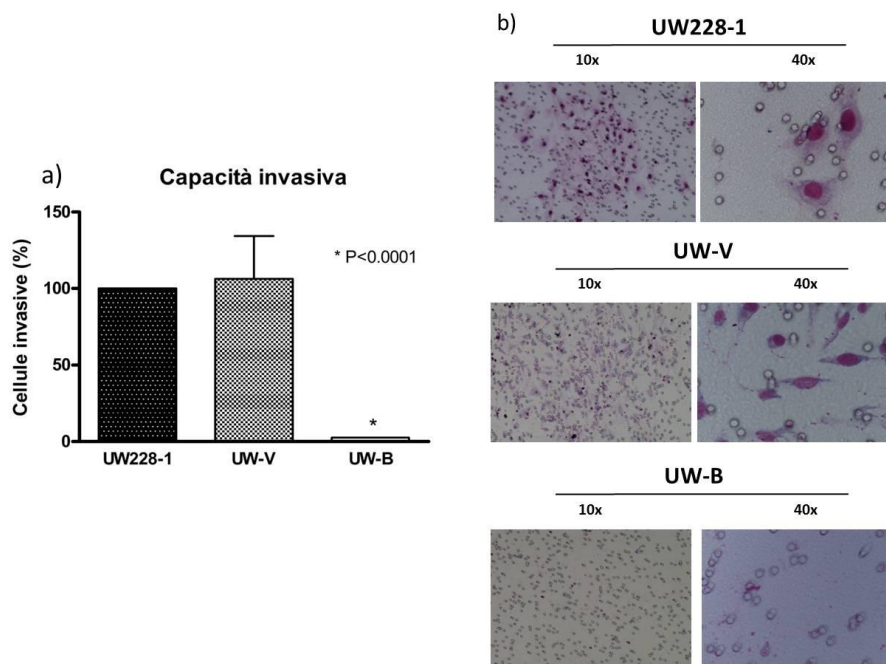 a)
Capacità invasiva
Cellule invasive (%)
150
100
50
0
* P<0.0001
*
UW228-1 UW-V UW-B
b)
UW228-1
10x 40x
UW-V
10x 40x
UW-B
10x 40x